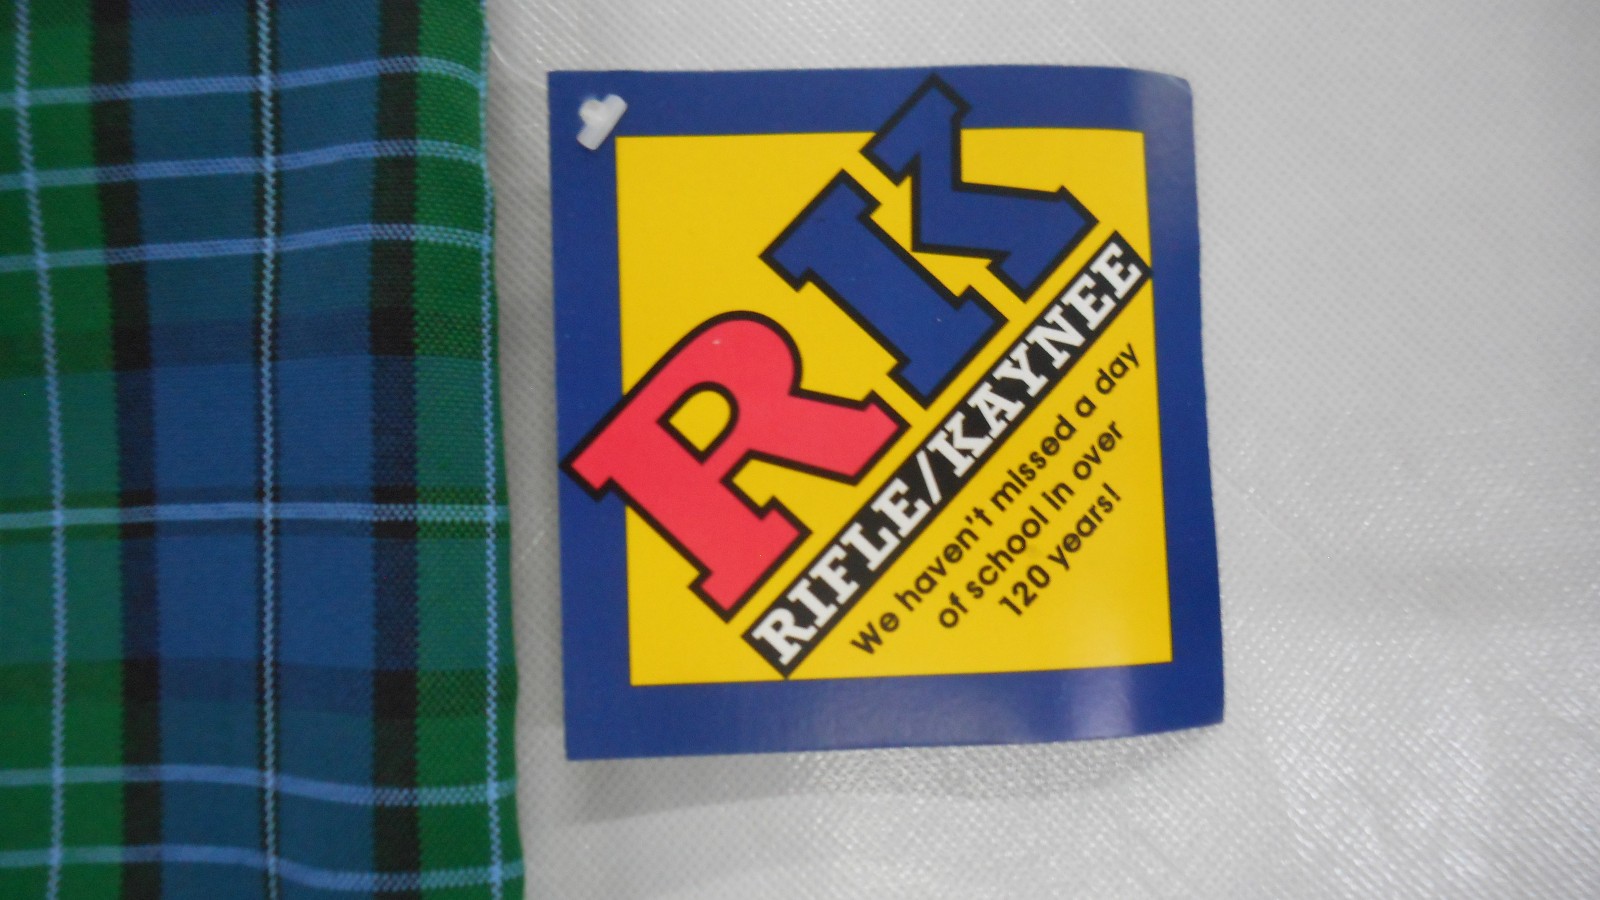 RK
RIFLE/KAYNEE
We haven't missed a day
of school in over
120 years!